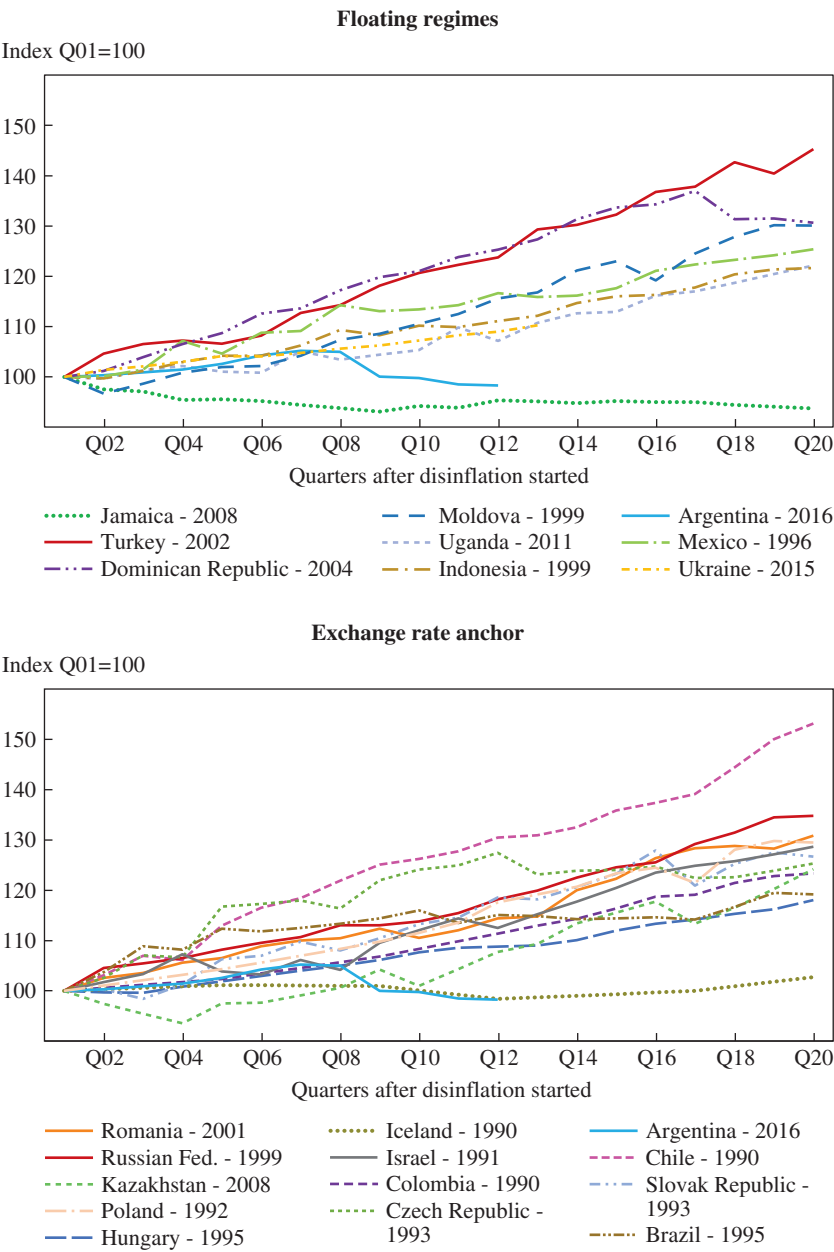 Floating regimes
Index Q01=100
150
140
130
120
110
100
Q02 Q04 Q06 Q08 Q10 Q12 Q14 Q16 Q18 Q20
Quarters after disinflation started
Jamaica - 2008 Moldova - 1999 Argentina - 2016
Turkey - 2002 Uganda - 2011 Mexico - 1996
Dominican Republic - 2004 Indonesia - 1999 Ukraine - 2015
Exchange rate anchor
Index Q01=100
150
140
130
120
110
100
Q02 Q04 Q06 Q08 Q10 Q12 Q14 Q16 Q18 Q20
Quarters after disinflation started
Romania - 2001 Iceland - 1990 Argentina - 2016
Russian Fed. - 1999 Israel - 1991 Chile - 1990
Kazakhstan - 2008 Colombia - 1990 Slovak Republic -
Poland - 1992 Czech Republic - 1993
Hungary - 1995 1993 Brazil - 1995